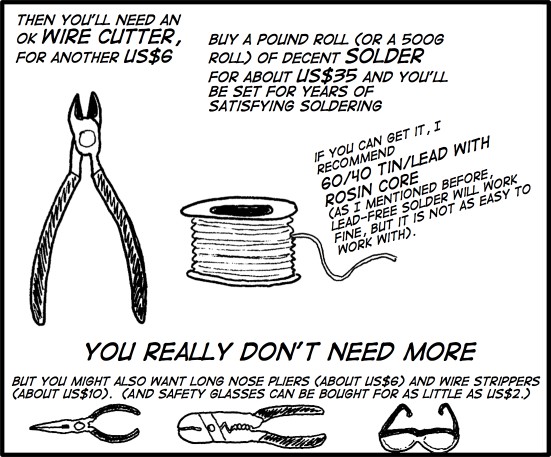 THEN YOU'LL NEED AN
OK WIRE CUTTER,
FOR ANOTHER US$6
BUY A POUND ROLL (OR A 500G
ROLL) OF DECENT SOLDER
FOR ABOUT US$35 AND YOU'LL
BE SET FOR YEARS OF
SATISFYING SOLDERING
IF YOU CAN GET IT, I
RECOMMEND
60/40 TIN/LEAD WITH
ROSIN CORE
(AS I MENTIONED BEFORE,
LEAD-FREE SOLDER WILL WORK
FINE, BUT IT IS NOT AS EASY TO
WORK WITH).
YOU REALLY DON'T NEED MORE
BUT YOU MIGHT ALSO WANT LONG NOSE PLIERS (ABOUT US$6) AND WIRE STRIPPERS
(ABOUT US$10). (AND SAFETY GLASSES CAN BE BOUGHT FOR AS LITTLE AS US$2.)